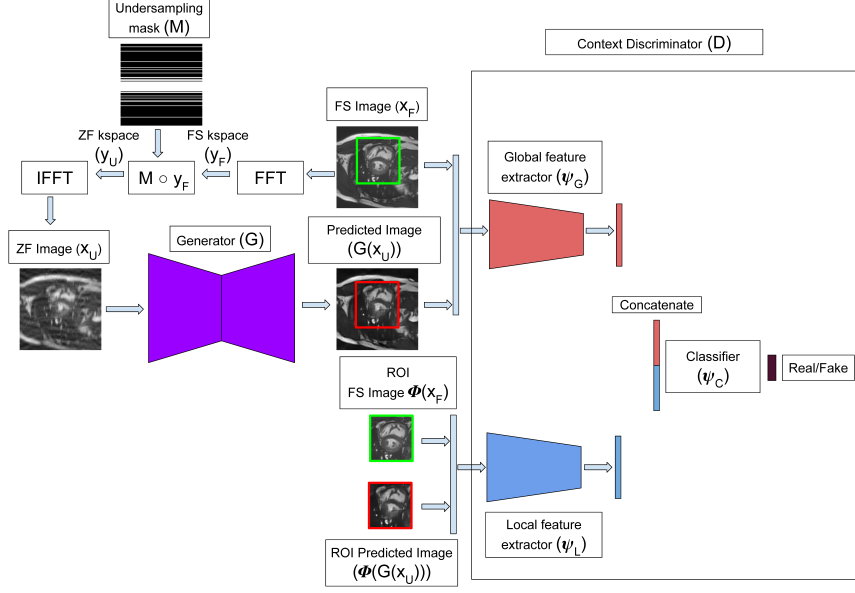 Undersampling
mask (M)
Context Discriminator (D)
FS Image (x_F)
ZF kspace
(y_U)
FS kspace
(y_F)
IFFT
M ∘ y_F
FFT
Global feature
extractor (ψ_G)
ZF Image (x_U)
Generator (G)
Predicted Image
(G(x_U))
Concatenate
Classifier
(ψ_C)
Real/Fake
ROI
FS Image Φ(x_F)
Local feature
extractor (ψ_L)
ROI Predicted Image
(Φ(G(x_U)))